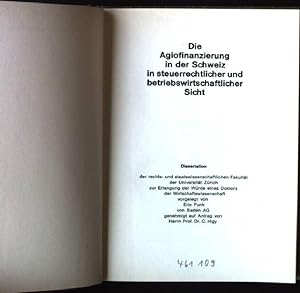 Die
Agiofinanzierung
in der Schweiz
in steuerrechtlicher und
betriebswirtschaftlicher
Sicht
Dissertation
der rechts- und staatswissenschaftlichen Fakultät
der Universität Zürich
zur Erlangung der Würde eines Doktors
der Wirtschaftswissenschaft
vorgelegt von
Eric Funk
von Baden AG
genehmigt auf Antrag von
Herrn Prof. Dr. C. Higy
461 109